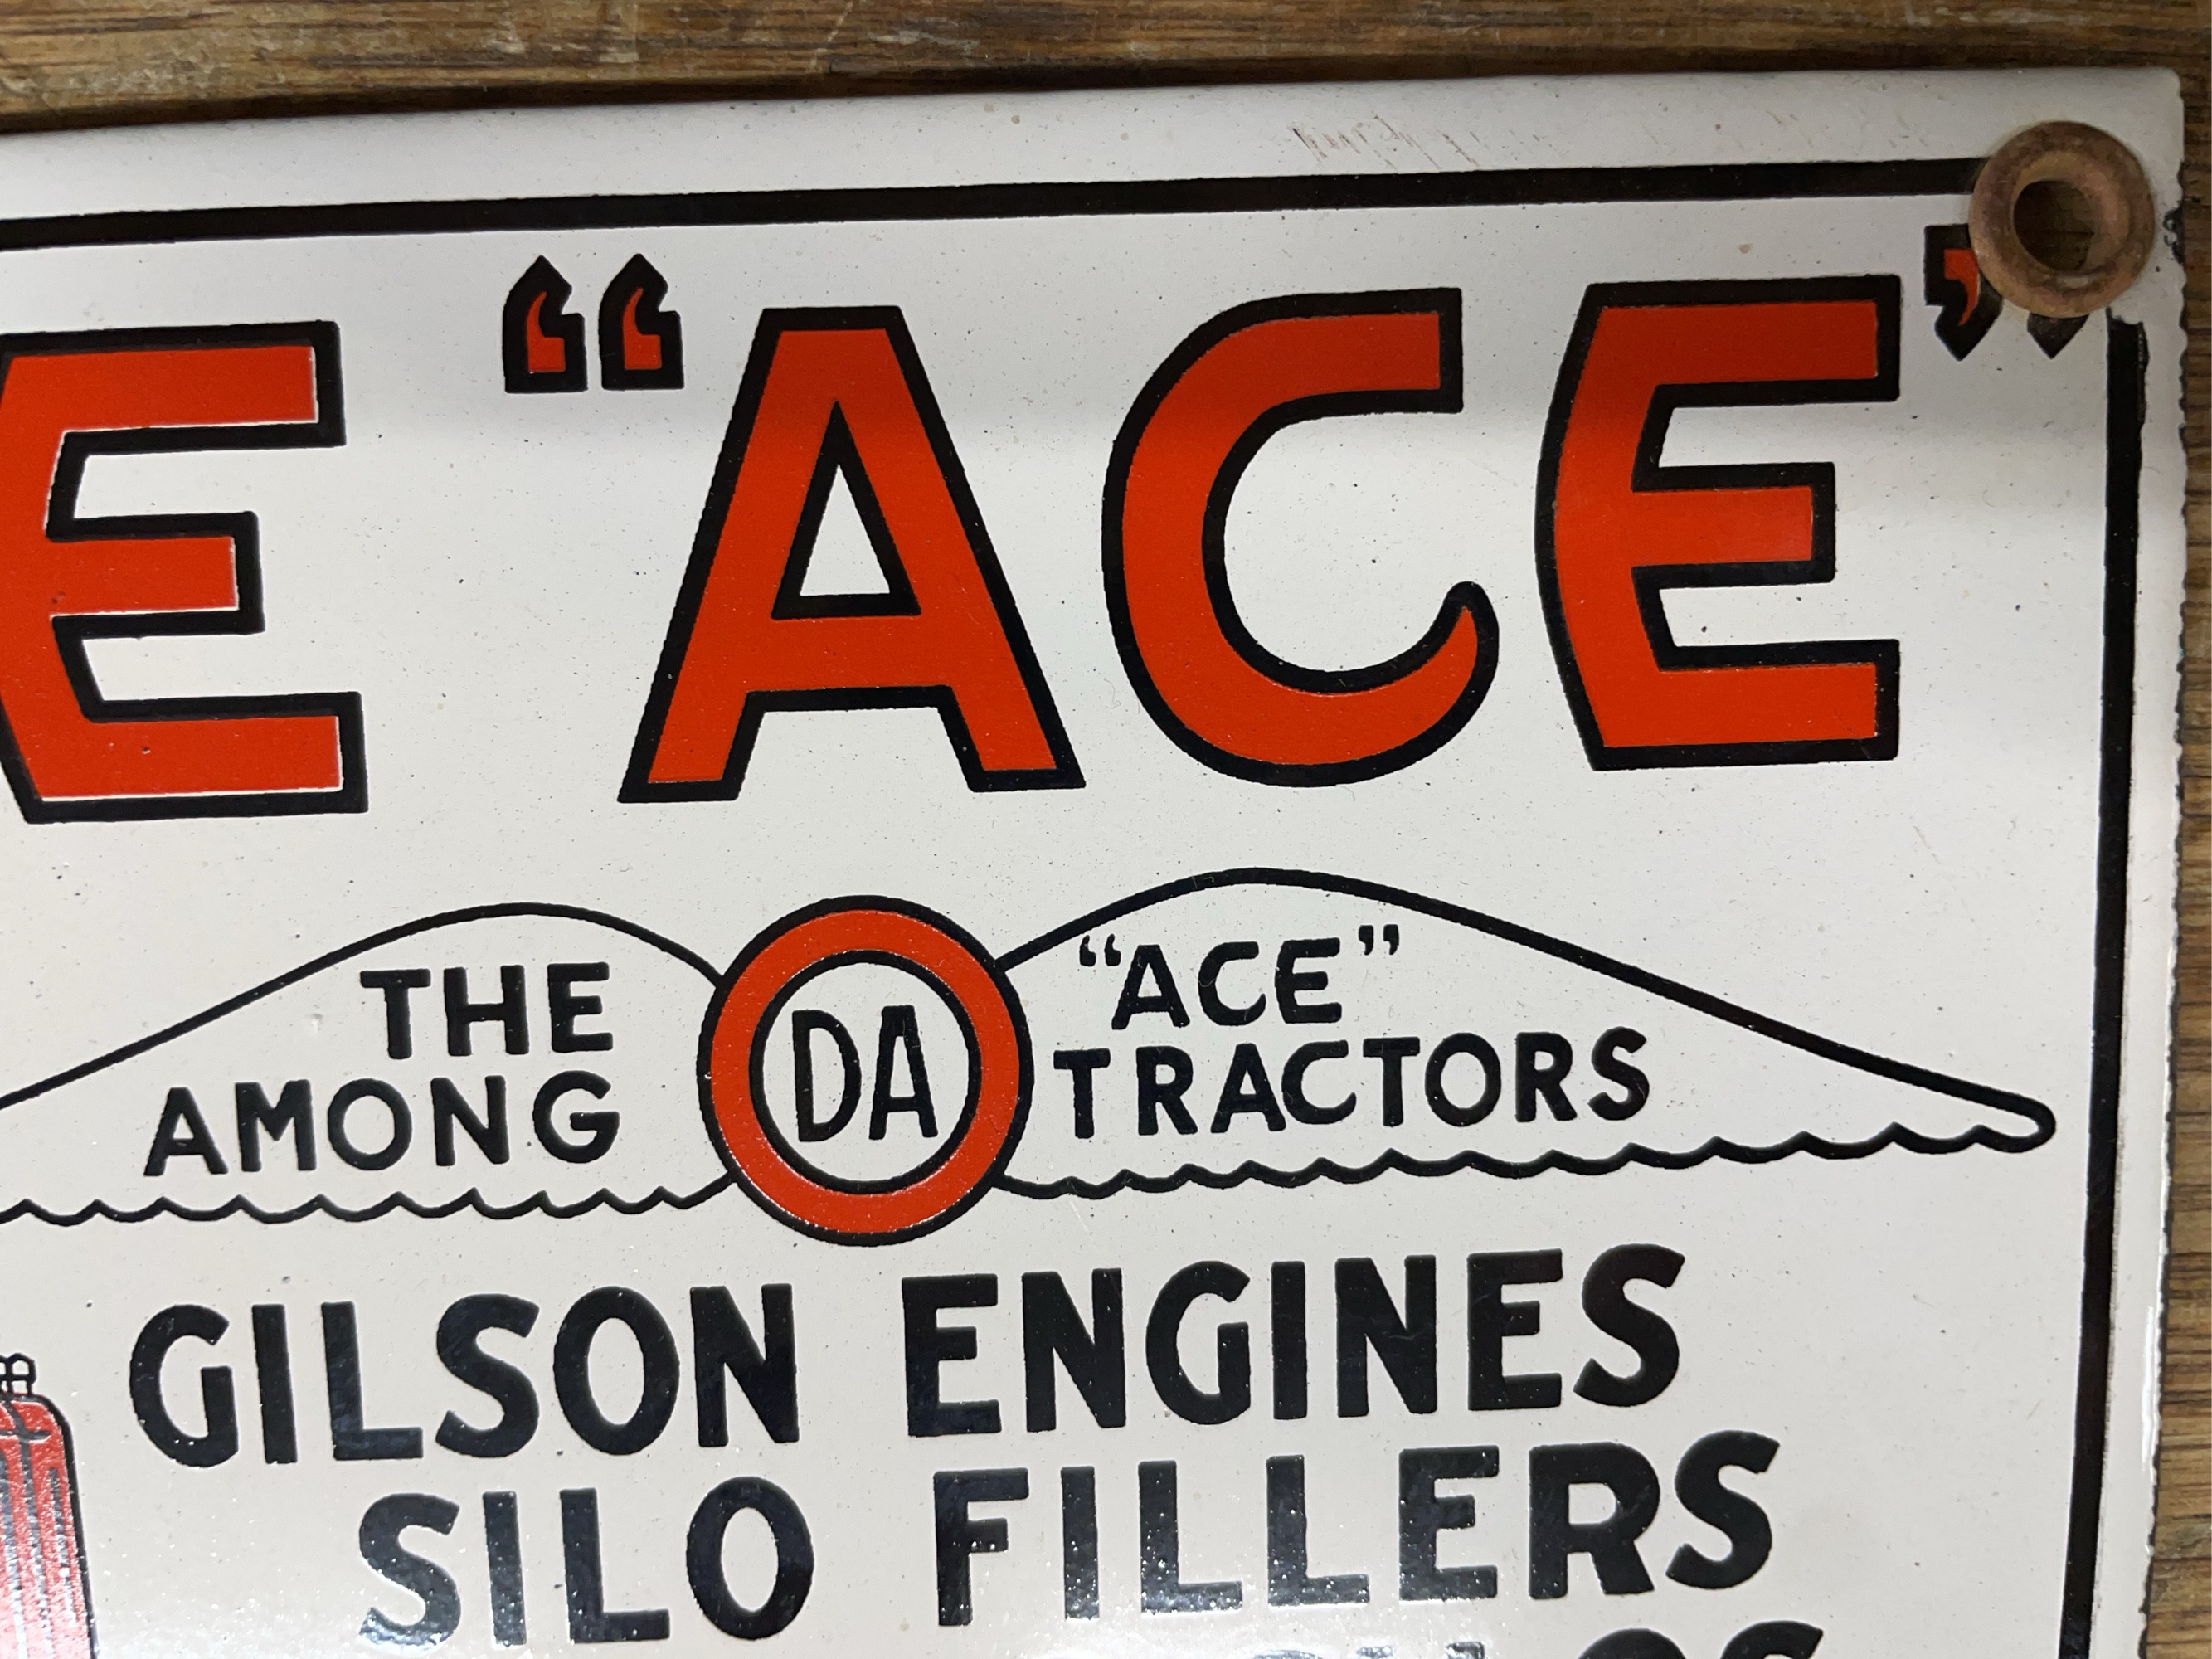 E “ACE”
THE DA “ACE”
AMONG TRACTORS
GILSON ENGINES
SILO FILLERS